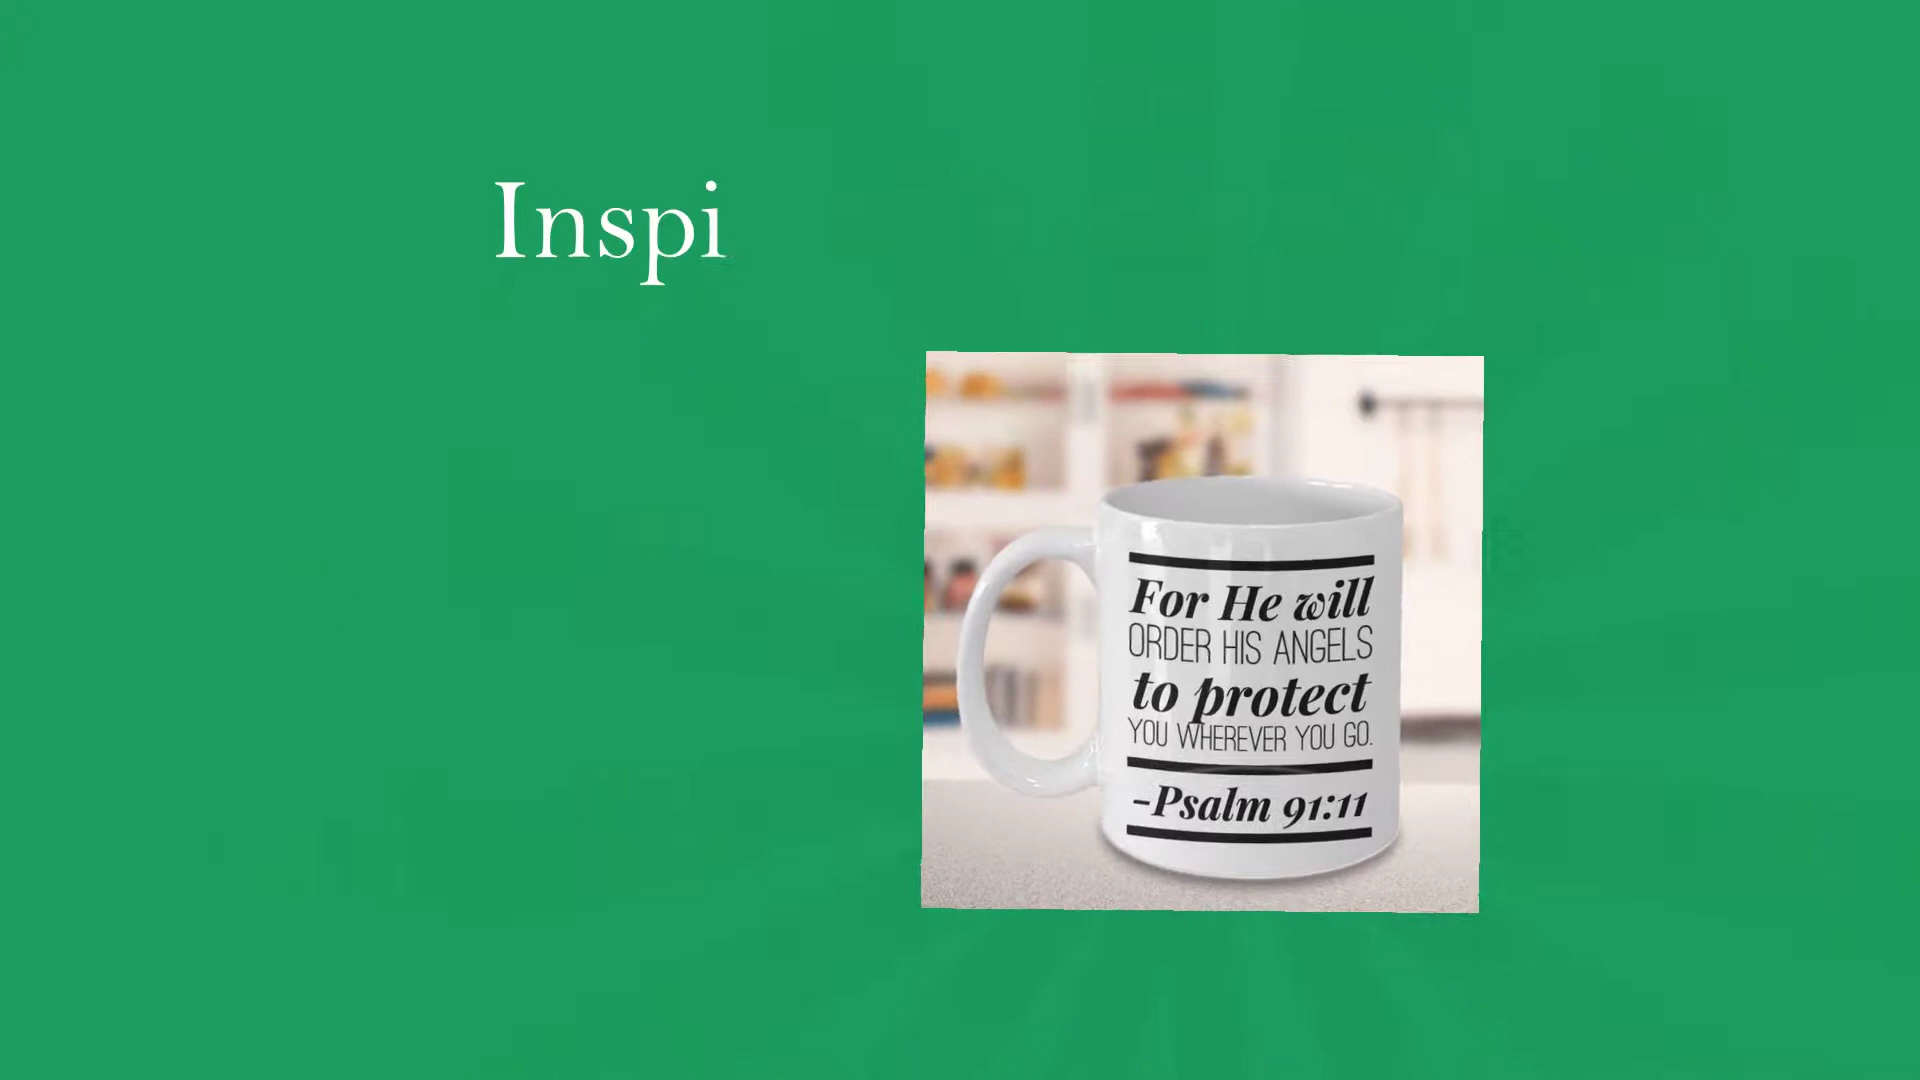 Inspi
For He will
ORDER HIS ANGELS
to protect
YOU WHEREVER YOU GO.
-Psalm 91:11